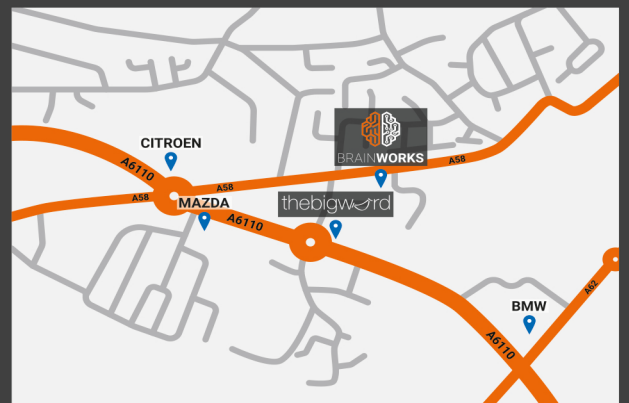 CITROEN
BRAINWORKS
A6110
A58
A58
A58
thebigword
MAZDA
A6110
A62
BMW
A6110